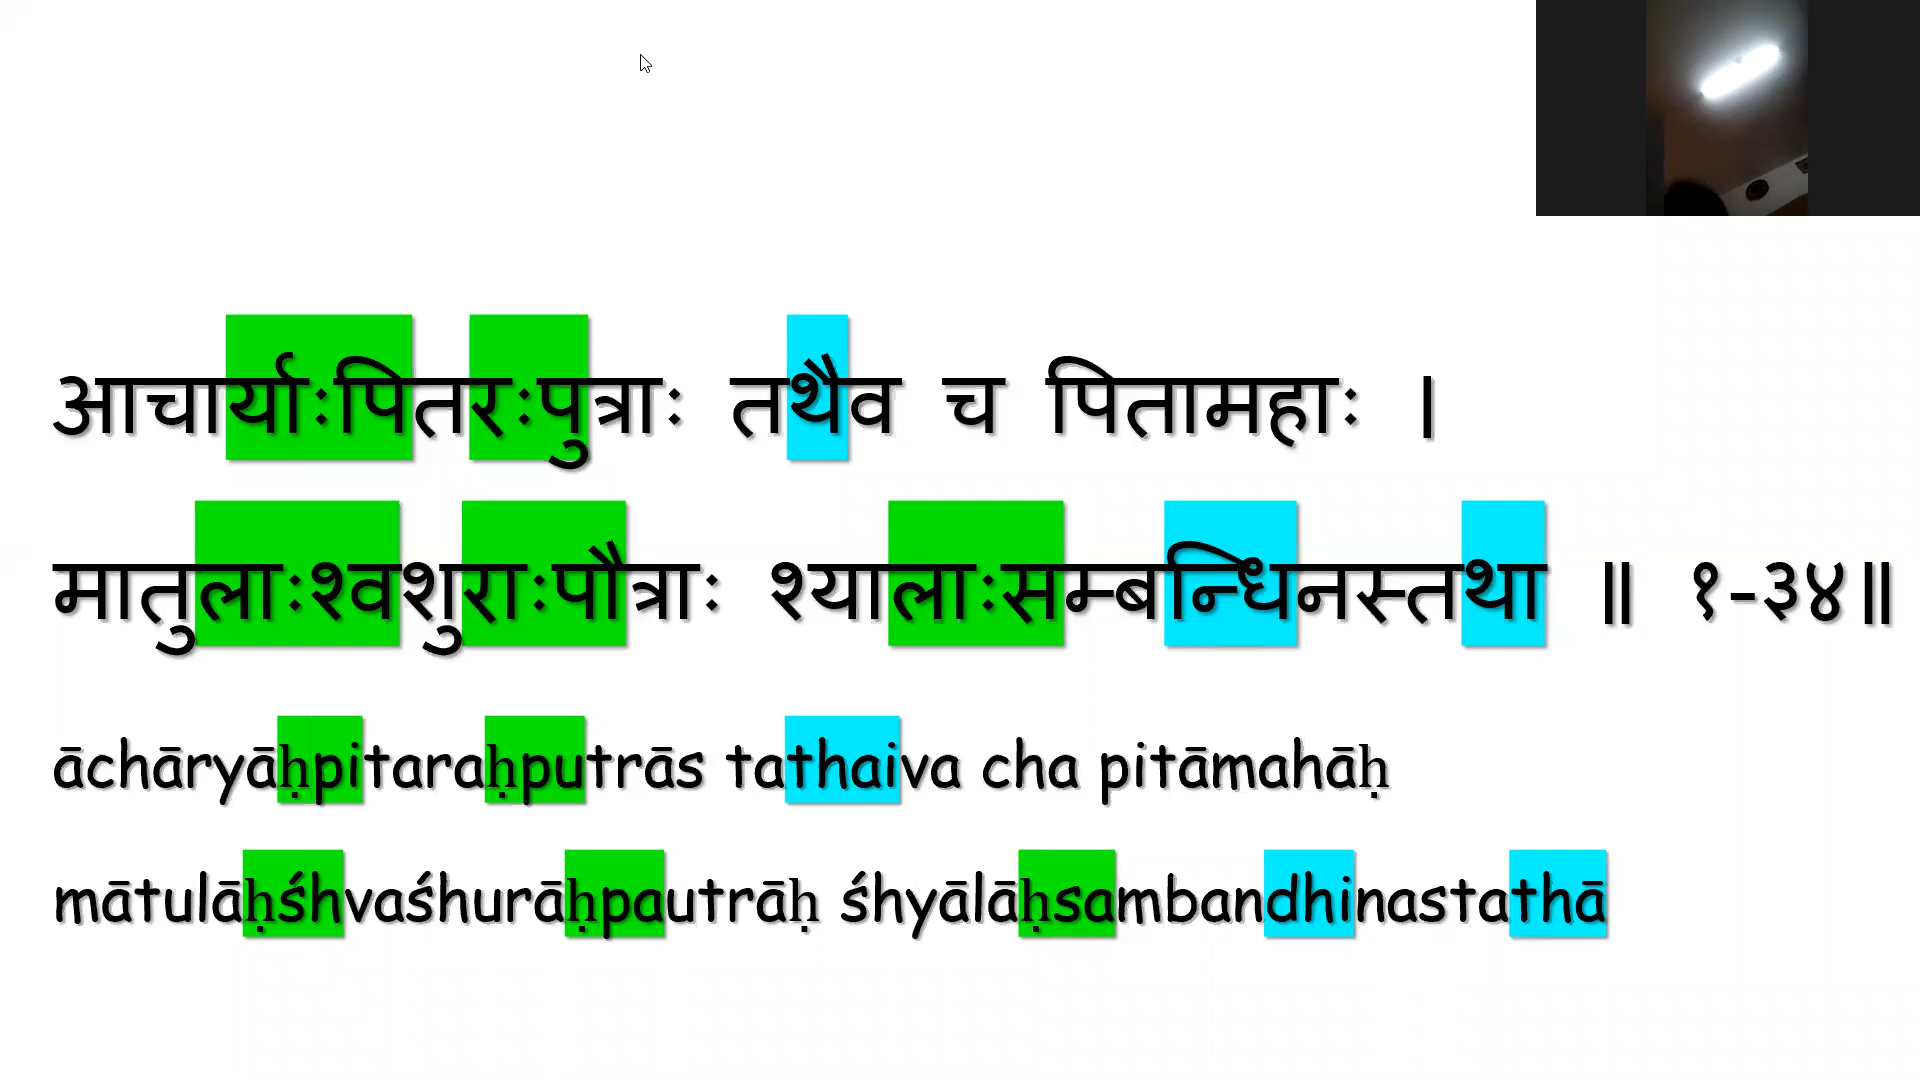 आचार्याःपितरःपुत्राः तथैव च पितामहाः ।
मातुलाःश्वशुराःपौत्राः श्यालाःसम्बन्धिनस्तथा ॥ १-३४॥
āchāryāḥpitaraḥputrās tathaiva cha pitāmahāḥ
mātulāḥśhvaśhurāḥpautrāḥ śhyālāḥsambandhinastathā